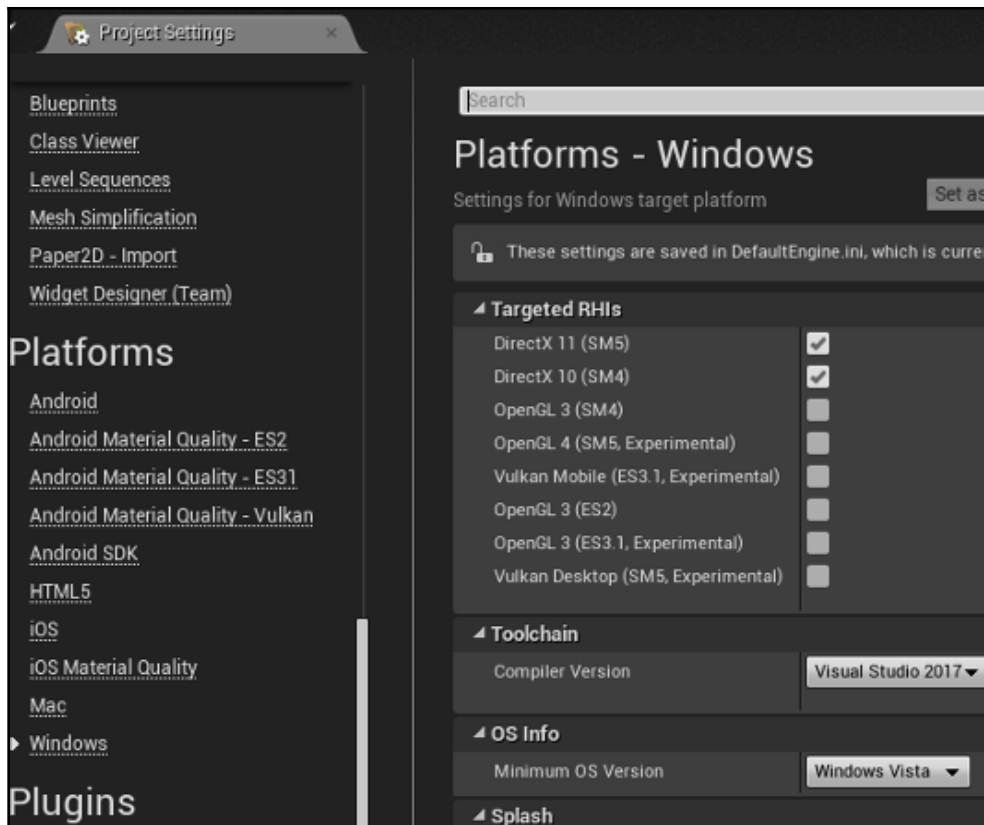 Project Settings
Blueprints
Class Viewer
Level Sequences
Mesh Simplification
Paper2D - Import
Widget Designer (Team)
Platforms
Android
Android Material Quality - ES2
Android Material Quality - ES31
Android Material Quality - Vulkan
Android SDK
HTML5
iOS
iOS Material Quality
Mac
Windows
Plugins
Search
Platforms - Windows
Settings for Windows target platform
Set as
These settings are saved in DefaultEngine.ini, which is curre
Targeted RHIs
DirectX 11 (SM5)
DirectX 10 (SM4)
OpenGL 3 (SM4)
OpenGL 4 (SM5, Experimental)
Vulkan Mobile (ES3.1, Experimental)
OpenGL 3 (ES2)
OpenGL 3 (ES3.1, Experimental)
Vulkan Desktop (SM5, Experimental)
Toolchain
Compiler Version Visual Studio 2017
OS Info
Minimum OS Version Windows Vista
Splash